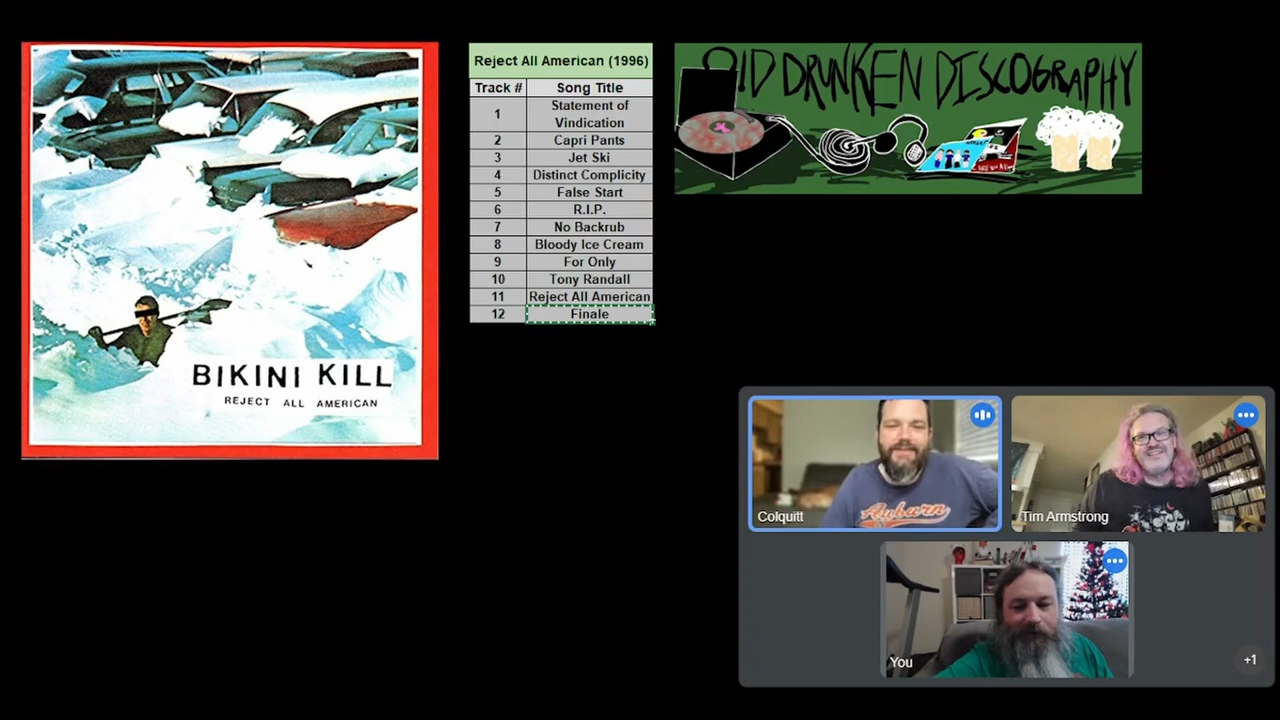 BIKINI KILL
REJECT ALL AMERICAN
Reject All American (1996)
Track # Song Title
1 Statement of
Vindication
2 Capri Pants
3 Jet Ski
4 Distinct Complicity
5 False Start
6 R.I.P.
7 No Backrub
8 Bloody Ice Cream
9 For Only
10 Tony Randall
11 Reject All American
12 Finale
OLD DRUNKEN DISCOGRAPHY
Auburn
Colquitt
Tim Armstrong
You
+1